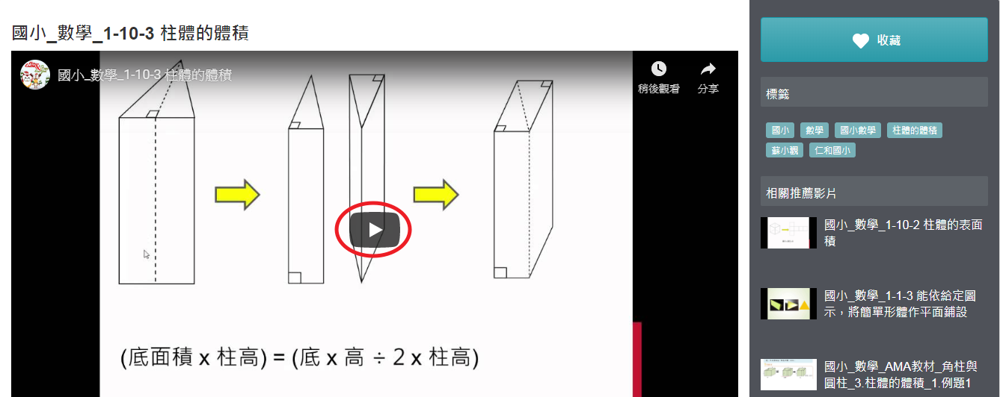 國小_數學_1-10-3 柱體的體積
國小_數學_1-10-3 柱體的體積
稍後觀看
分享
(底面積 x 柱高) = (底 x 高 ÷ 2 x 柱高)
收藏
標籤
國小 數學 國小數學 柱體的體積
蘇小觀 仁和國小
相關推薦影片
國小_數學_1-10-2 柱體的表面
積
國小_數學_1-1-3 能依給定圖
示，將簡單形體作平面鋪設
國小_數學_AMA教材_角柱與
圓柱_3.柱體的體積_1.例題1